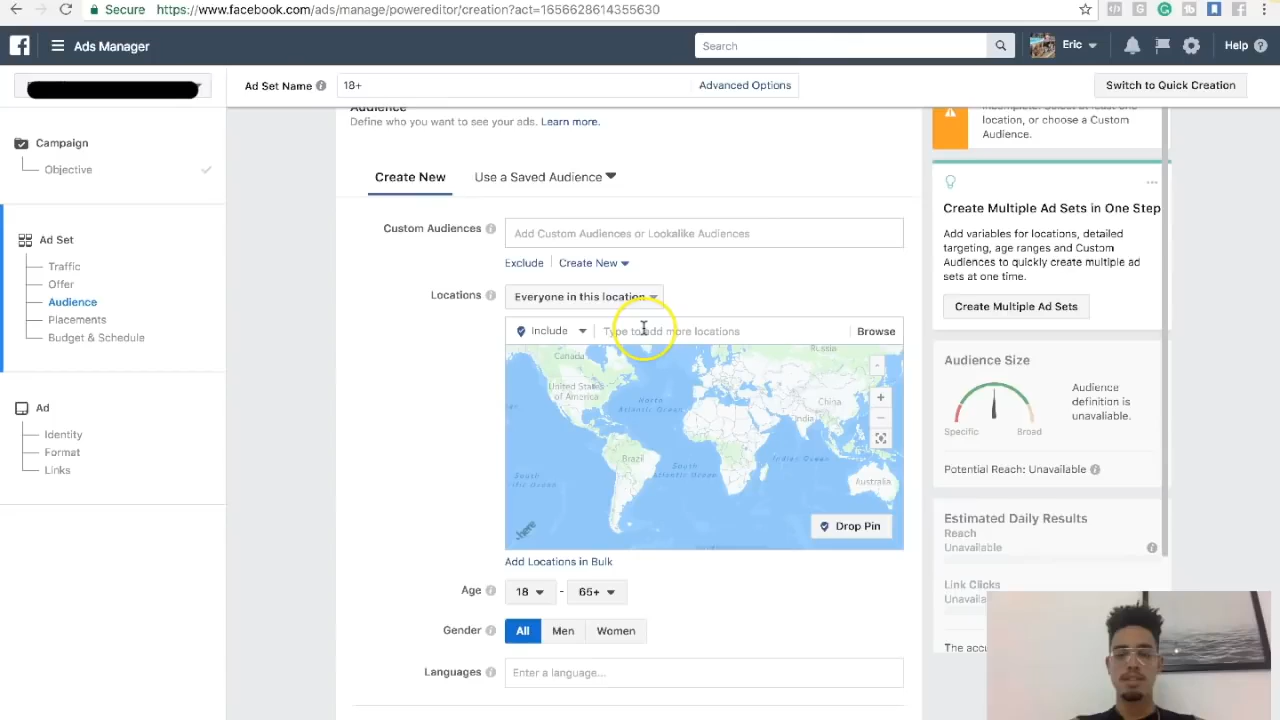 Secure https://www.facebook.com/ads/manage/powereditor/creation?act=1656628614355630
Ads Manager
Search
Eric
Help
Ad Set Name
18+
Advanced Options
Switch to Quick Creation
Campaign
Objective
Ad Set
Traffic
Offer
Audience
Placements
Budget & Schedule
Ad
Identity
Format
Links
Audience
Define who you want to see your ads. Learn more.
Create New
Use a Saved Audience
Custom Audiences
Add Custom Audiences or Lookalike Audiences
Exclude
Create New
Locations
Everyone in this location
Include
Type to add more locations
Browse
Canada
Russia
United States
of America
North
Atlantic Ocean
China
India
Brazil
South
Pacific Ocean
South
Atlantic Ocean
Indian Ocean
Australia
Drop Pin
Add Locations in Bulk
Age
18 - 65+
Gender
All
Men
Women
Languages
Enter a language...
location, or choose a Custom
Audience.
Create Multiple Ad Sets in One Step
Add variables for locations, detailed
targeting, age ranges and Custom
Audiences to quickly create multiple ad
sets at one time.
Create Multiple Ad Sets
Audience Size
Specific
Broad
Audience
definition is
unavailable.
Potential Reach: Unavailable
Estimated Daily Results
Reach
Unavailable
Link Clicks
The